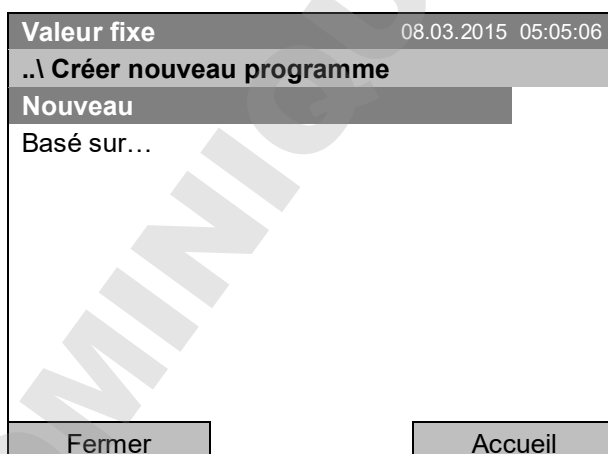 Valeur fixe 08.03.2015 05:05:06
..\ Créer nouveau programme
Nouveau
Basé sur…
Fermer Accueil